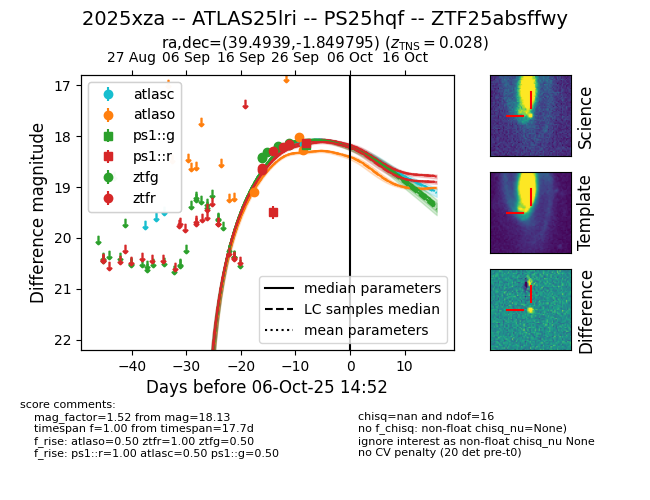 2025xza -- ATLAS25lri -- PS25hqf -- ZTF25absffwy
ra,dec=(39.4939,-1.849795) (z_TNS = 0.028)
27 Aug 06 Sep 16 Sep 26 Sep 06 Oct 16 Oct
17
18
19
20
21
22
Difference magnitude
atlasc
atlaso
ps1::g
ps1::r
ztfg
ztfr
median parameters
LC samples median
mean parameters
−40 −30 −20 −10 0 10
Days before 06-Oct-25 14:52
Science
Template
Difference
score comments:
mag_factor=1.52 from mag=18.13
timespan f=1.00 from timespan=17.7d
f_rise: atlaso=0.50 ztfr=1.00 ztfg=0.50
f_rise: ps1::r=1.00 atlasc=0.50 ps1::g=0.50
chisq=nan and ndof=16
no f_chisq: non-float chisq_nu=None)
ignore interest as non-float chisq_nu None
no CV penalty (20 det pre-t0)